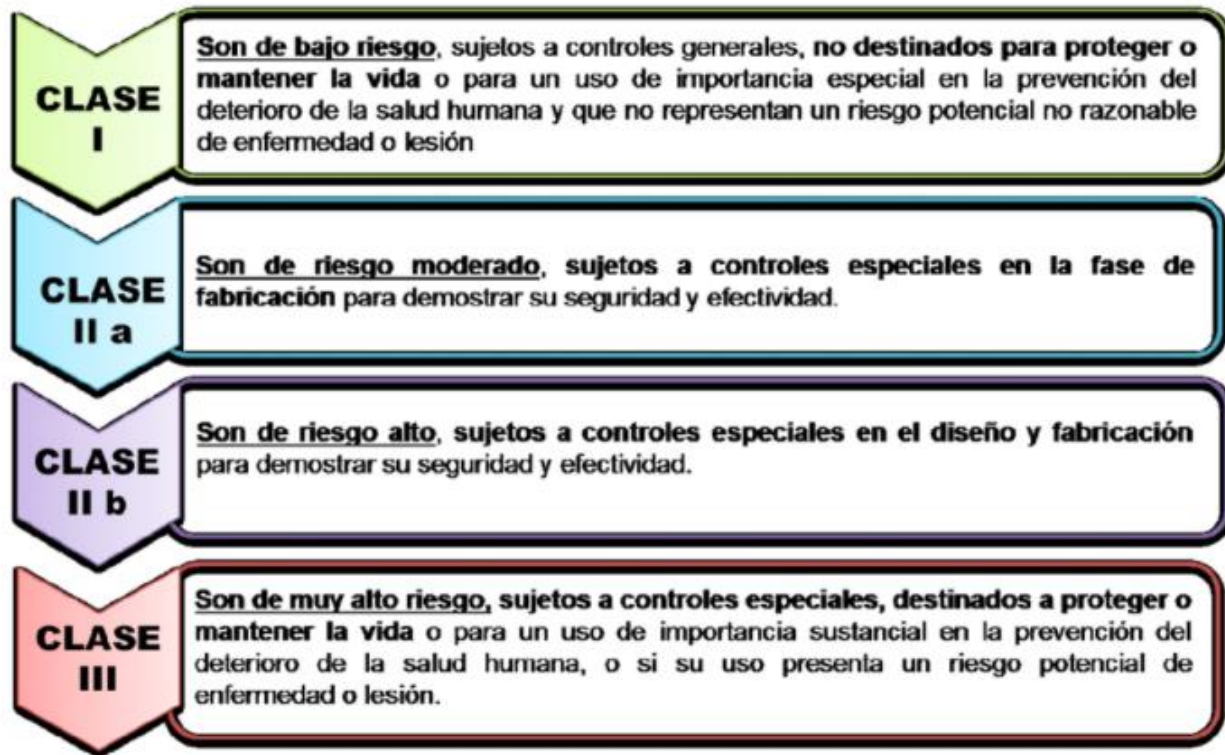 CLASE
I
Son de bajo riesgo, sujetos a controles generales, no destinados para proteger o
mantener la vida o para un uso de importancia especial en la prevención del
deterioro de la salud humana y que no representan un riesgo potencial no razonable
de enfermedad o lesión
CLASE
II a
Son de riesgo moderado, sujetos a controles especiales en la fase de
fabricación para demostrar su seguridad y efectividad.
CLASE
II b
Son de riesgo alto, sujetos a controles especiales en el diseño y fabricación
para demostrar su seguridad y efectividad.
CLASE
III
Son de muy alto riesgo, sujetos a controles especiales, destinados a proteger o
mantener la vida o para un uso de importancia sustancial en la prevención del
deterioro de la salud humana, o si su uso presenta un riesgo potencial de
enfermedad o lesión.